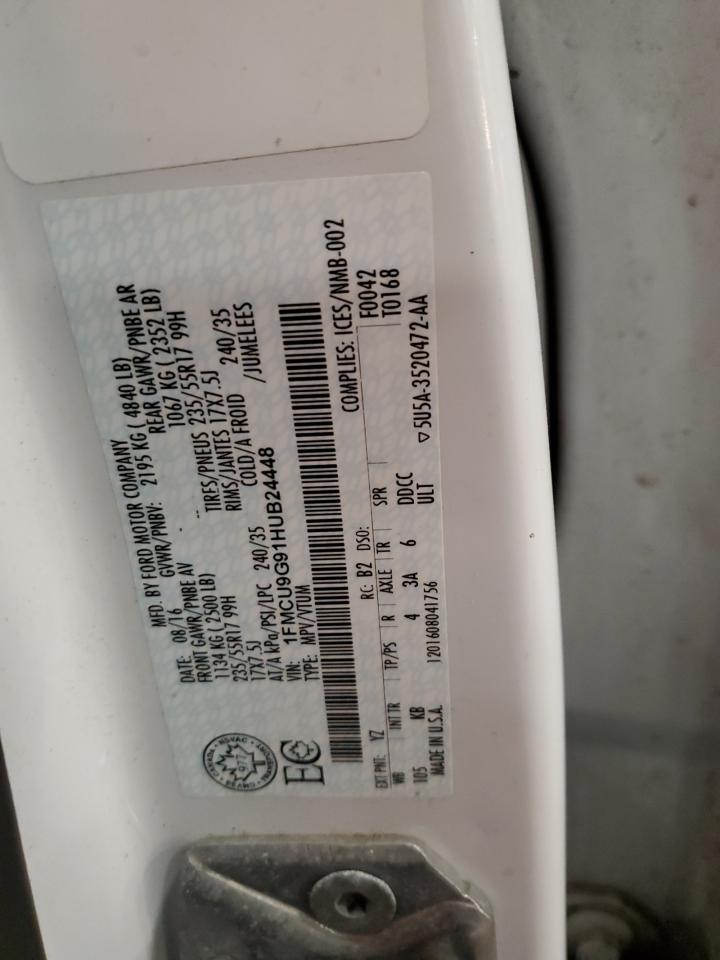 MFD. BY FORD MOTOR COMPANY
DATE: 08/16 GVWR/PNBV: 2195 KG ( 4840 LB)
FRONT GAWR/PNBE AV REAR GAWR/PNBE AR
1134 KG ( 2500 LB) 1067 KG ( 2352 LB)
235/55R17 99H -- TIRES/PNEUS 235/55R17 99H
17X7.5J RIMS/JANTES 17X7.5J
AT/A kPa/PSI/LPC 240/35 COLD/A FROID 240/35
VIN: 1FMCU9G91HUB24448 /JUMELEES
TYPE: MPV/VTUM
CANADA
977
EC
COMPLIES: ICES/NMB-002
EXT PNT: YZ RC: B2 DSO: F0042
WB INT TR TP/PS R AXLE TR SPR T0168
105 KB 4 3A 6 DDCC
MADE IN U.S.A. 1201608041756 ULT ▽5U5A-3520472-AA